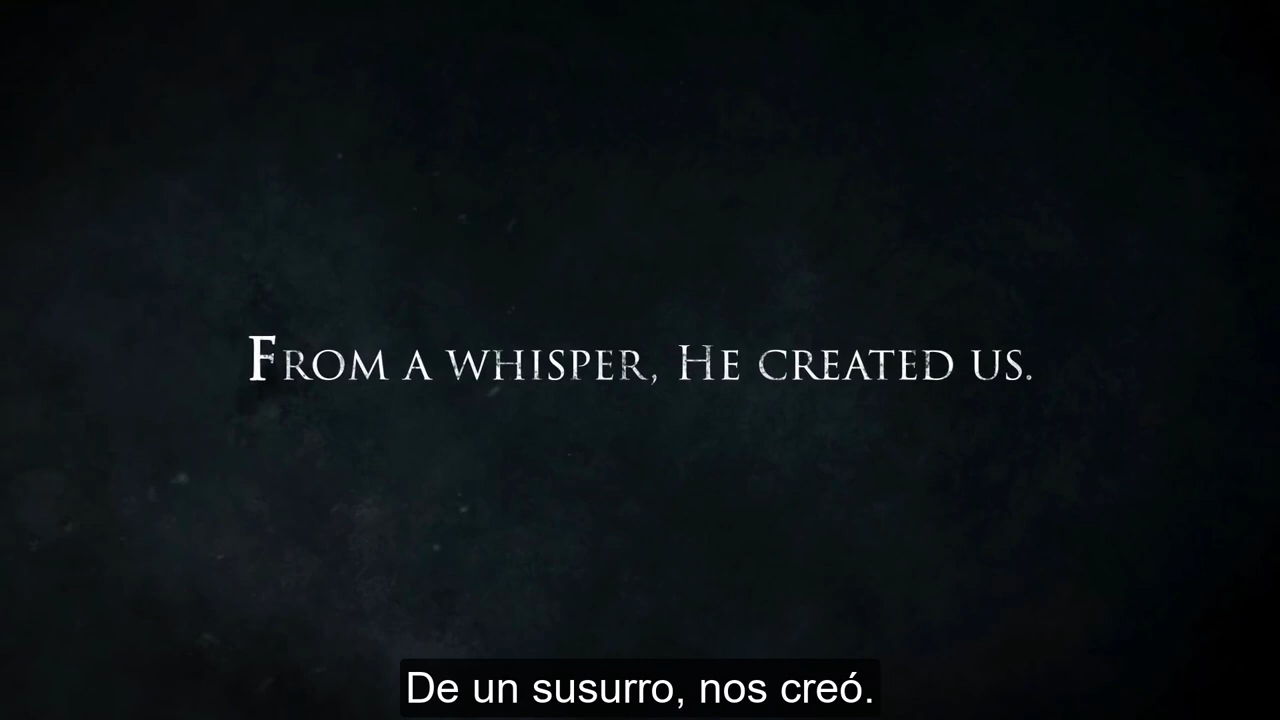 From a whisper, He created us.
De un susurro, nos creó.